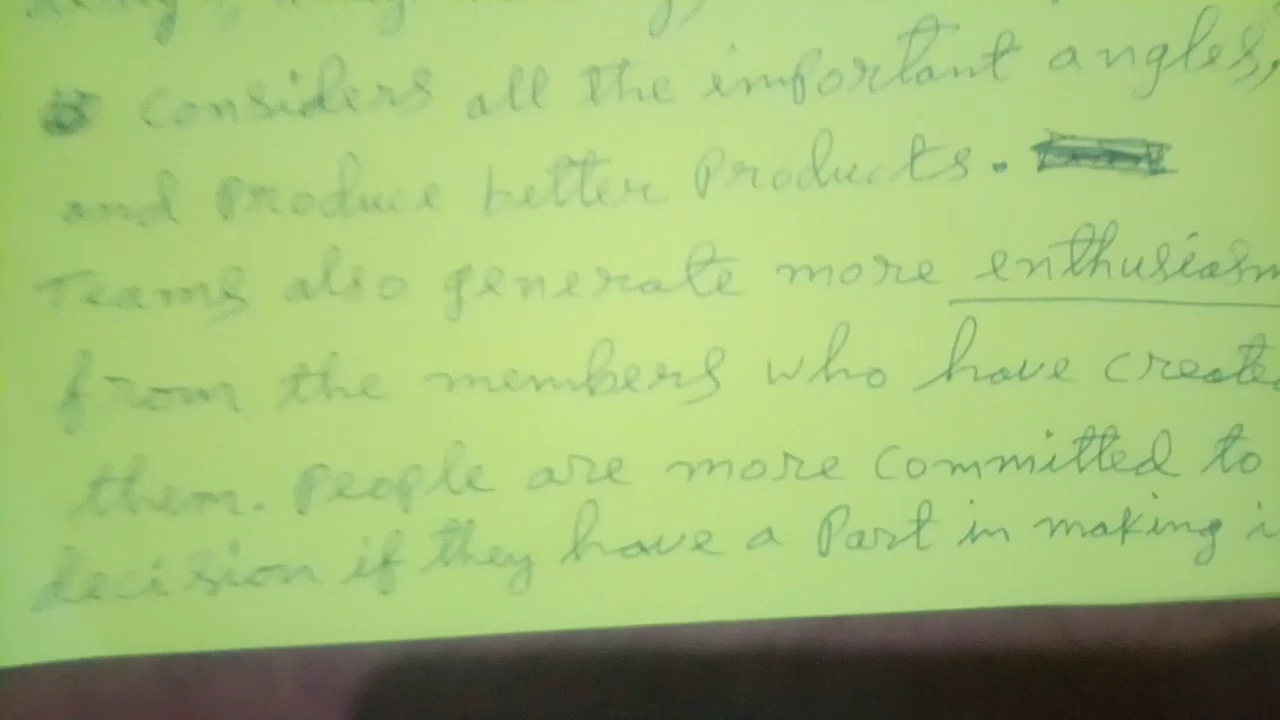 considers all the important angles,
and produce better Products.
Teams also generate more enthusiasm
from the members who have create
them. People are more committed to
decision if they have a Part in making i